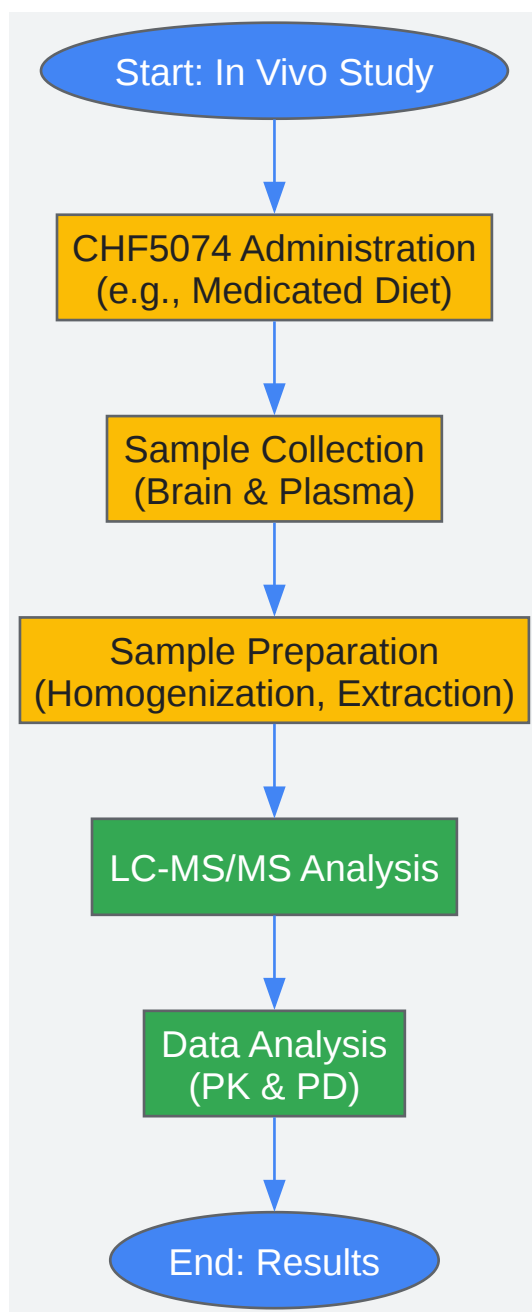 Start: In Vivo Study
CHF5074 Administration
(e.g., Medicated Diet)
Sample Collection
(Brain & Plasma)
Sample Preparation
(Homogenization, Extraction)
LC-MS/MS Analysis
Data Analysis
(PK & PD)
End: Results